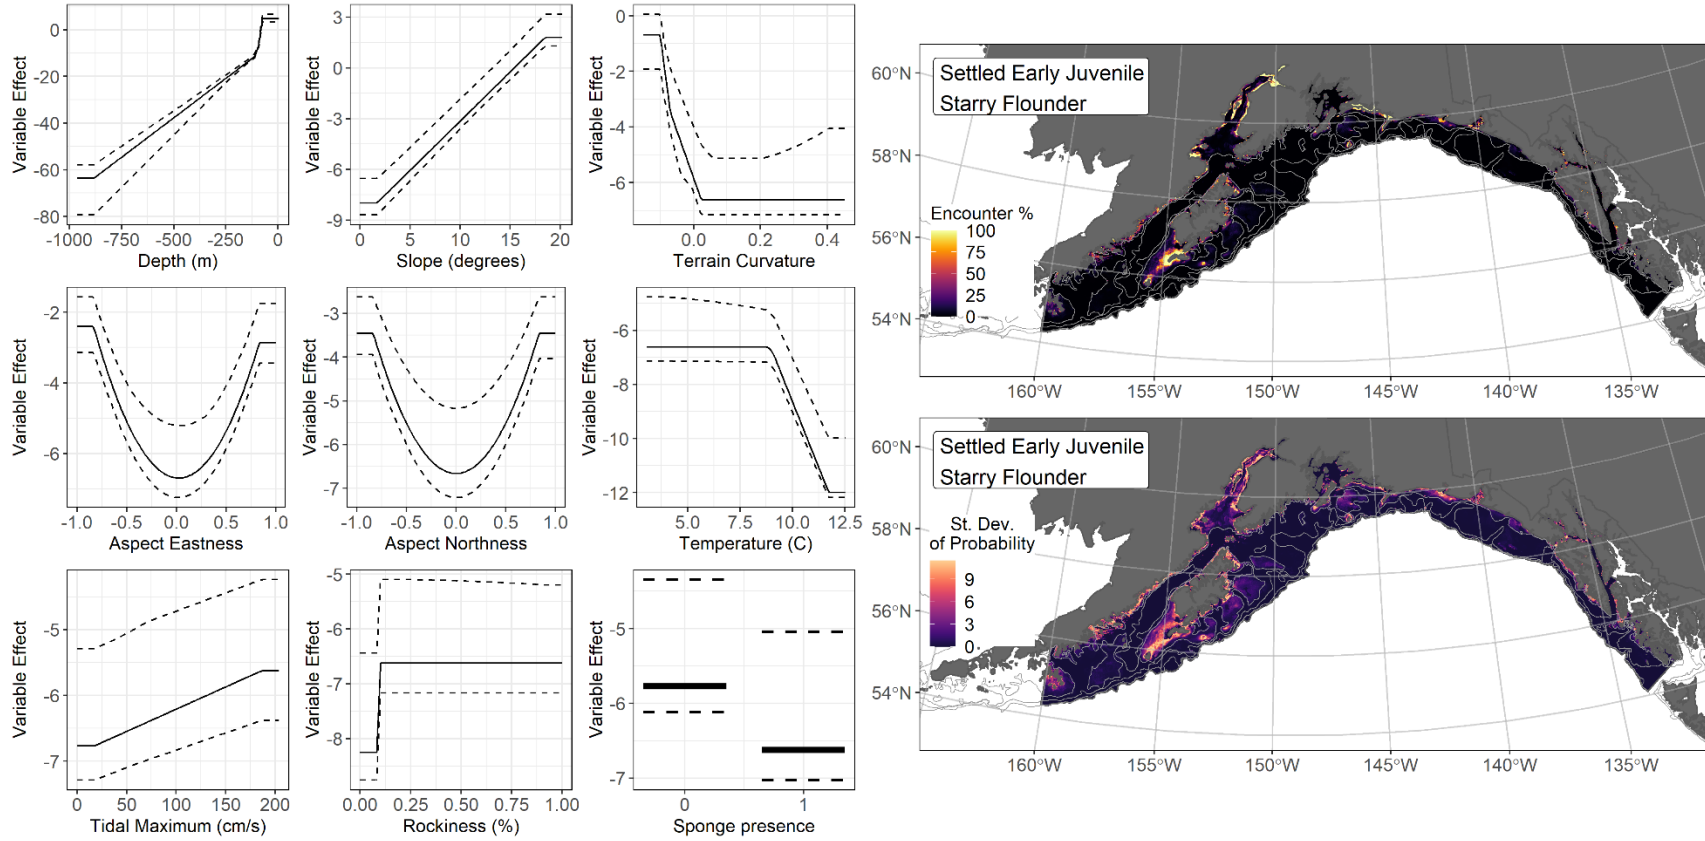 Variable Effect
0
-20
-40
-60
-80
-1000 -750 -500 -250 0
Depth (m)
Variable Effect
3
0
-3
-6
-9
0 5 10 15 20
Slope (degrees)
Variable Effect
0
-2
-4
-6
0.0 0.2 0.4
Terrain Curvature
Variable Effect
-2
-4
-6
-1.0 -0.5 0.0 0.5 1.0
Aspect Eastness
Variable Effect
-3
-4
-5
-6
-7
-1.0 -0.5 0.0 0.5 1.0
Aspect Northness
Variable Effect
-6
-8
-10
-12
5.0 7.5 10.0 12.5
Temperature (C)
Variable Effect
-5
-6
-7
0 50 100 150 200
Tidal Maximum (cm/s)
Variable Effect
-5
-6
-7
-8
0.00 0.25 0.50 0.75 1.00
Rockiness (%)
Variable Effect
-5
-6
-7
0 1
Sponge presence
Settled Early Juvenile
Starry Flounder
60°N
58°N
56°N
54°N
Encounter %
100
75
50
25
0
160°W 155°W 150°W 145°W 140°W 135°W
Settled Early Juvenile
Starry Flounder
60°N
58°N
56°N
54°N
St. Dev.
of Probability
9
6
3
0
160°W 155°W 150°W 145°W 140°W 135°W